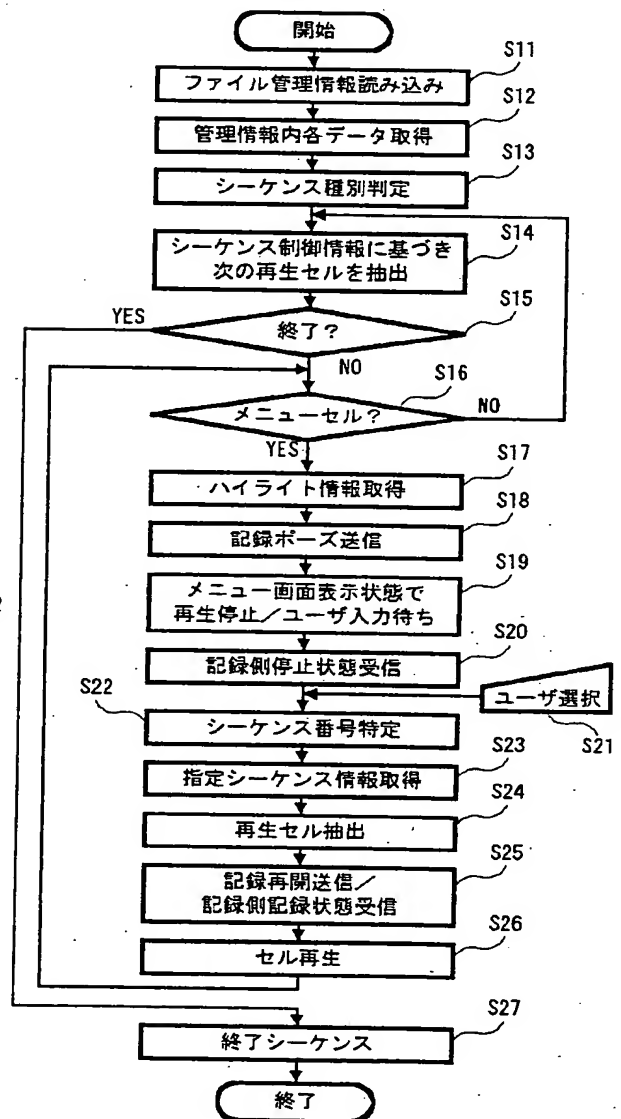 開始
S11
ファイル管理情報読み込み
S12
管理情報内各データ取得
S13
シーケンス種別判定
S14
シーケンス制御情報に基づき
次の再生セルを抽出
S15
YES
終了?
NO
S16
メニューセル?
NO
YES
S17
ハイライト情報取得
S18
記録ポーズ送信
S19
メニュー画面表示状態で
再生停止/ユーザ入力待ち
S20
記録側停止状態受信
S22
ユーザ選択
S21
シーケンス番号特定
S23
指定シーケンス情報取得
S24
再生セル抽出
S25
記録再開送信/
記録側記録状態受信
S26
セル再生
S27
終了シーケンス
終了